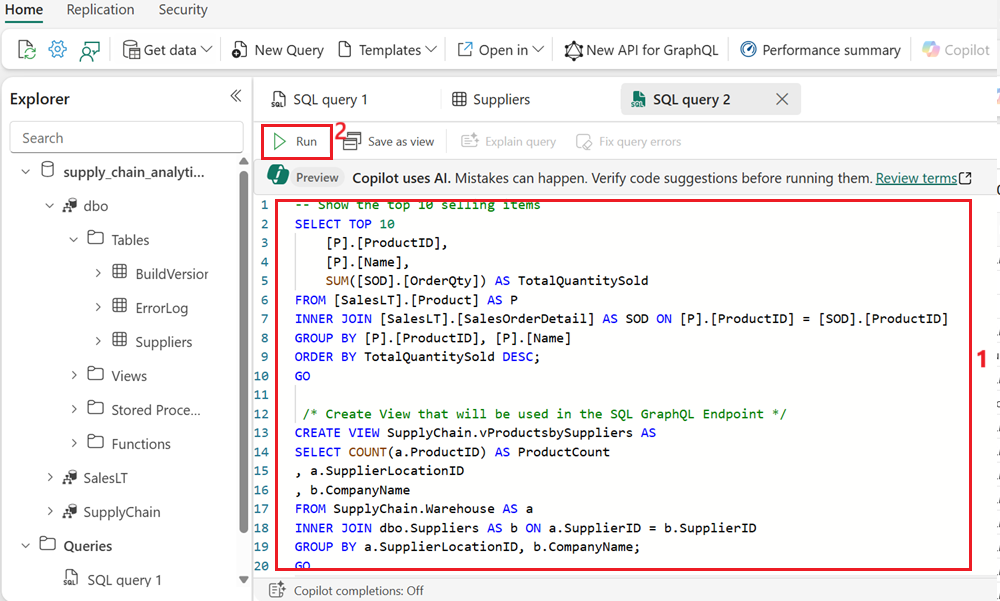 Home Replication Security
Get data New Query Templates Open in New API for GraphQL Performance summary Copilot
Explorer
Search
supply_chain_analyti...
dbo
Tables
BuildVersion
ErrorLog
Suppliers
Views
Stored Proce...
Functions
SalesLT
SupplyChain
Queries
SQL query 1
SQL query 1 Suppliers SQL query 2
Run 2 Save as view Explain query Fix query errors
Preview Copilot uses AI. Mistakes can happen. Verify code suggestions before running them. Review terms
1 -- Show the top 10 selling items
2 SELECT TOP 10
3 [P].[ProductID],
4 [P].[Name],
5 SUM([SOD].[OrderQty]) AS TotalQuantitySold
6 FROM [SalesLT].[Product] AS P
7 INNER JOIN [SalesLT].[SalesOrderDetail] AS SOD ON [P].[ProductID] = [SOD].[ProductID]
8 GROUP BY [P].[ProductID], [P].[Name]
9 ORDER BY TotalQuantitySold DESC;
10 GO
11
12 /* Create View that will be used in the SQL GraphQL Endpoint */
13 CREATE VIEW SupplyChain.vProductsbySuppliers AS
14 SELECT COUNT(a.ProductID) AS ProductCount
15 , a.SupplierLocationID
16 , b.CompanyName
17 FROM SupplyChain.Warehouse AS a
18 INNER JOIN dbo.Suppliers AS b ON a.SupplierID = b.SupplierID
19 GROUP BY a.SupplierLocationID, b.CompanyName;
20 GO
1
Copilot completions: Off